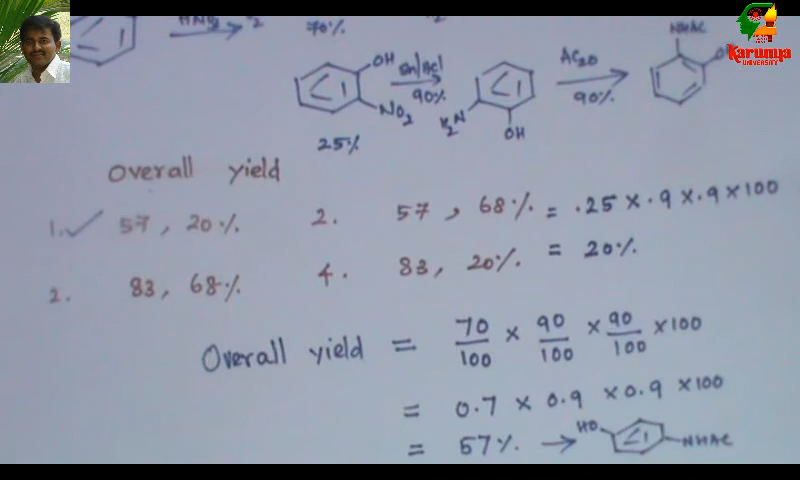 HNO3
70%
OH
NO2
25%
Sn/HCl
90%
H2N
OH
Ac2O
90%
NHAC
Karunya
UNIVERSITY
Overall yield
1. 57, 20%
2. 57, 68% = .25 × .9 × .9 × 100
= 20%
2. 83, 68%
4. 83, 20%
Overall yield = 70/100 × 90/100 × 90/100 × 100
= 0.7 × 0.9 × 0.9 × 100
= 57% → HO NHAC